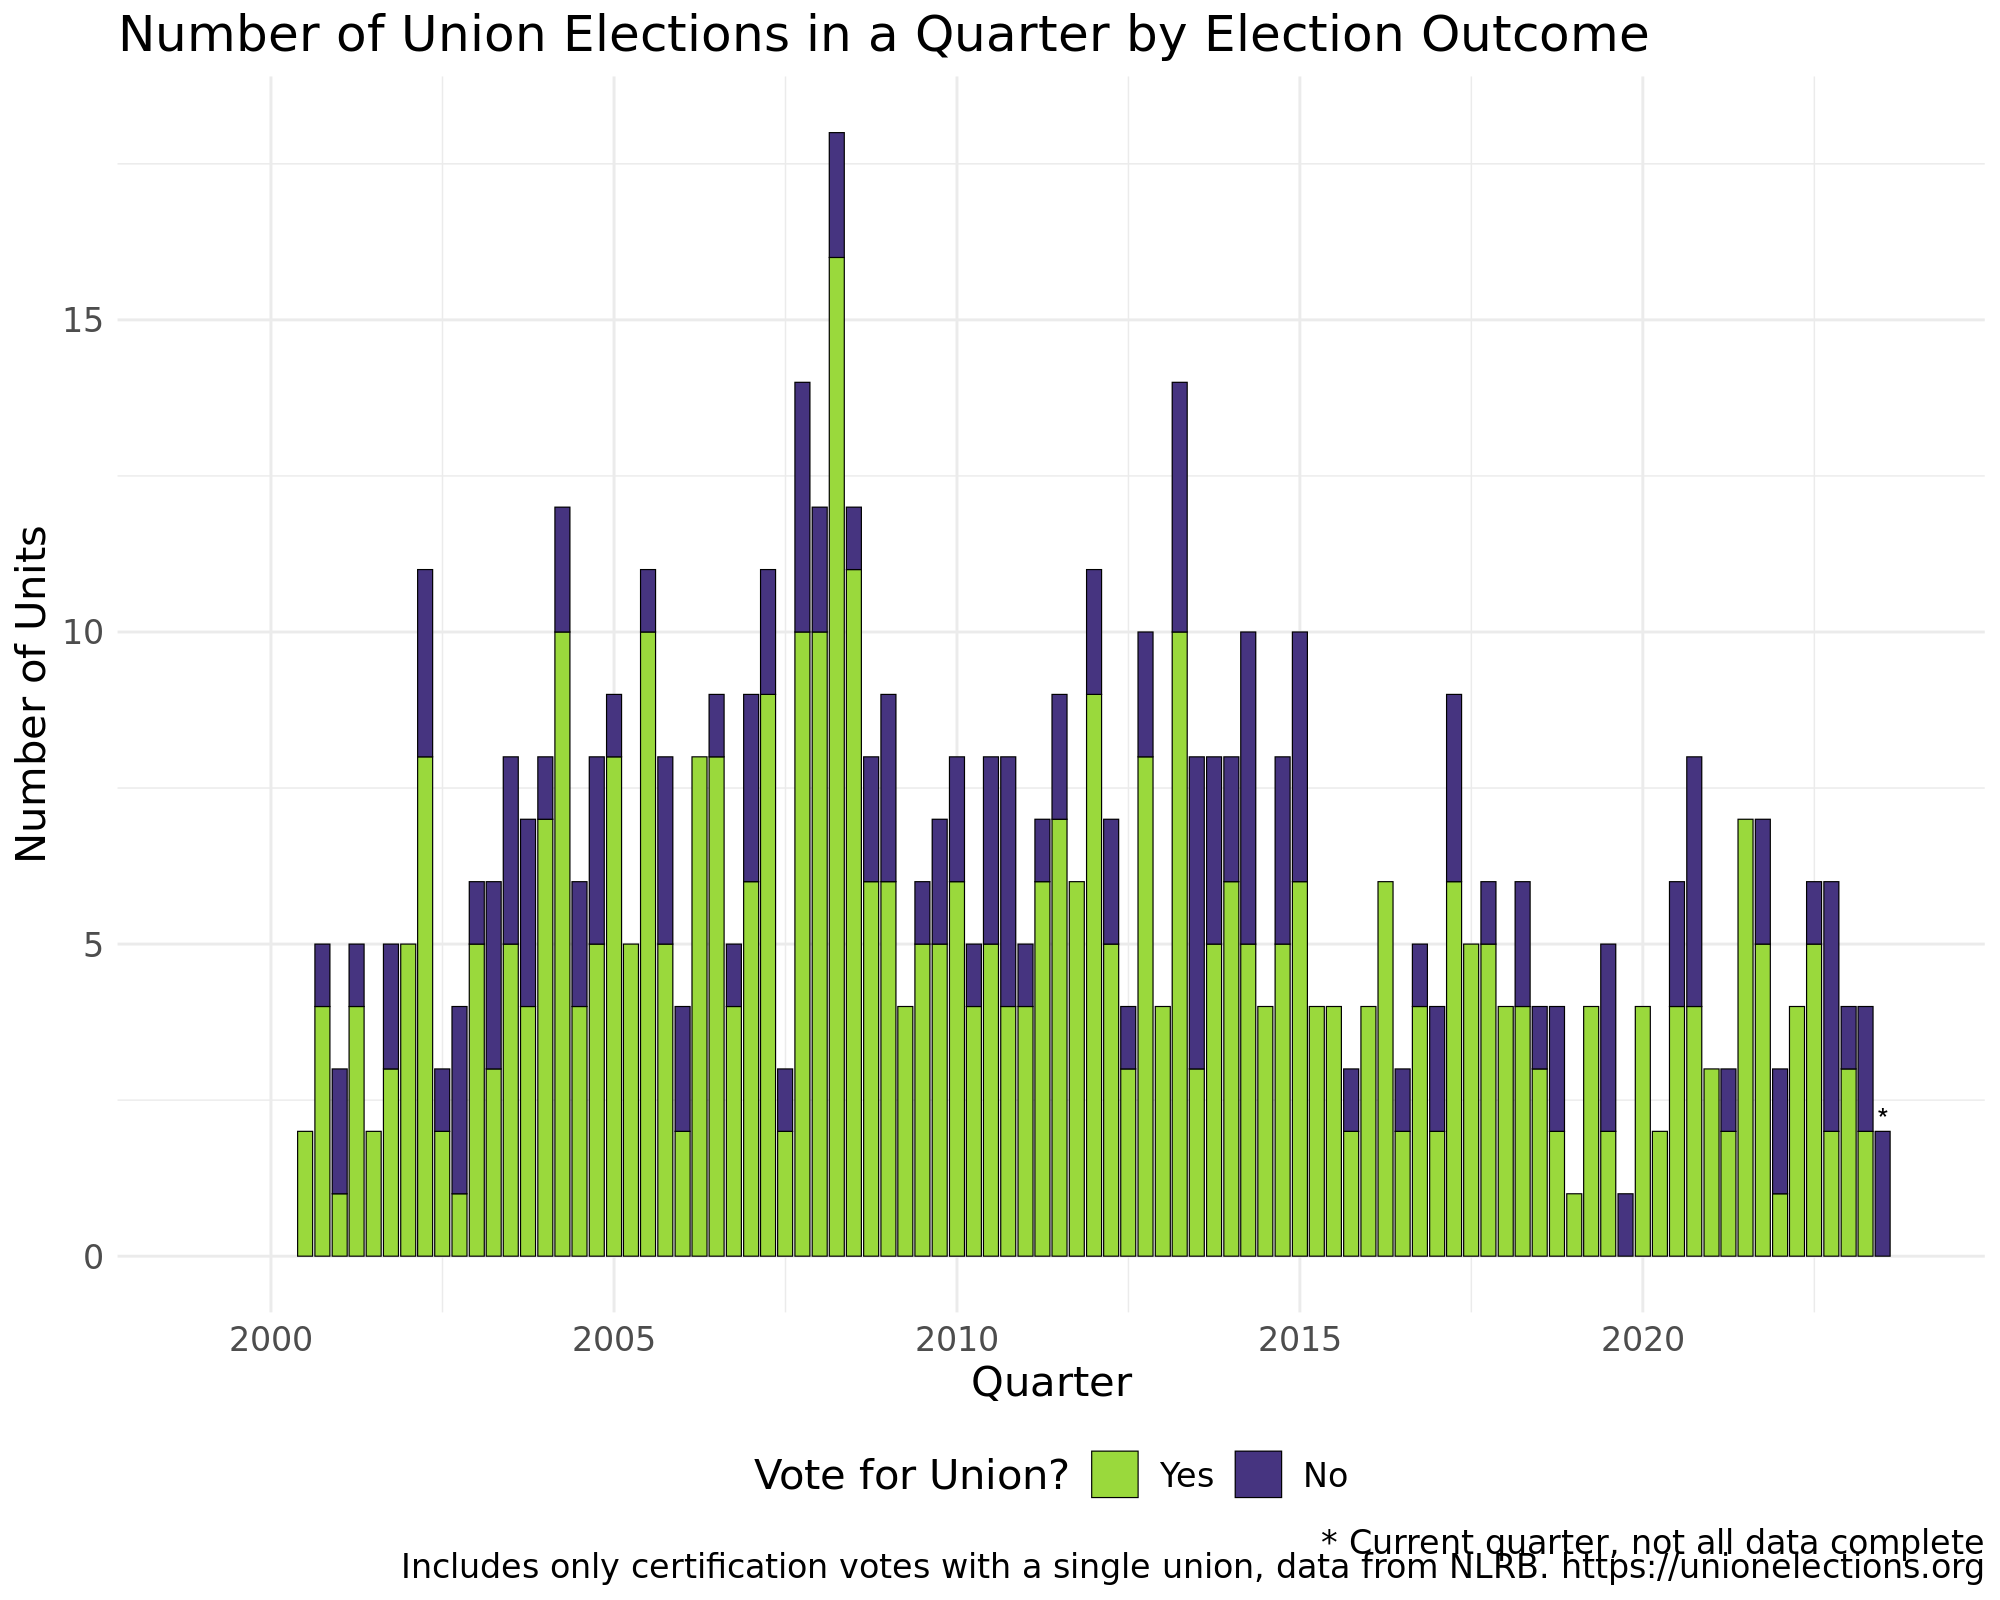 Number of Union Elections in a Quarter by Election Outcome
Number of Units
15
10
5
0
*
2000 2005 2010 2015 2020
Quarter
Vote for Union? Yes No
* Current quarter, not all data complete
Includes only certification votes with a single union, data from NLRB. https://unionelections.org